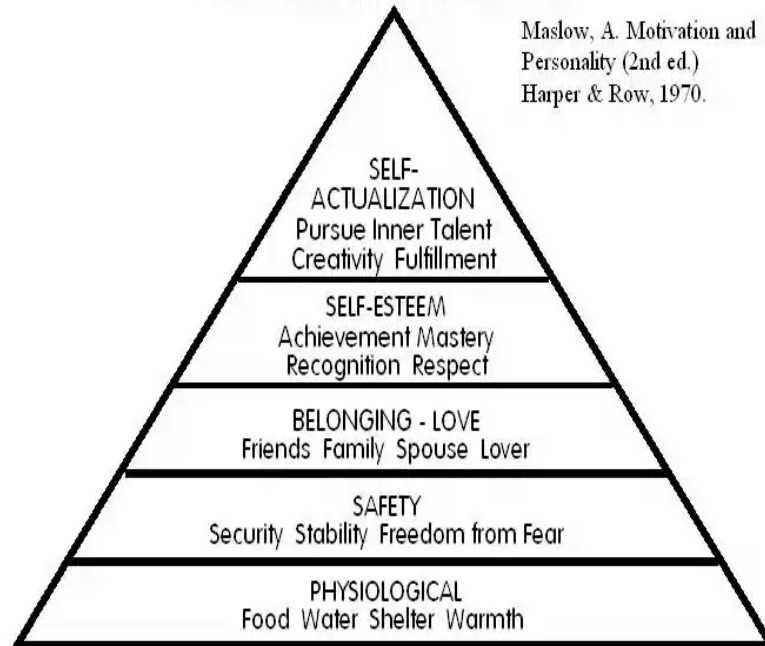 Maslow, A. Motivation and
Personality (2nd ed.)
Harper & Row, 1970.
SELF-
ACTUALIZATION
Pursue Inner Talent
Creativity Fulfillment
SELF-ESTEEM
Achievement Mastery
Recognition Respect
BELONGING - LOVE
Friends Family Spouse Lover
SAFETY
Security Stability Freedom from Fear
PHYSIOLOGICAL
Food Water Shelter Warmth